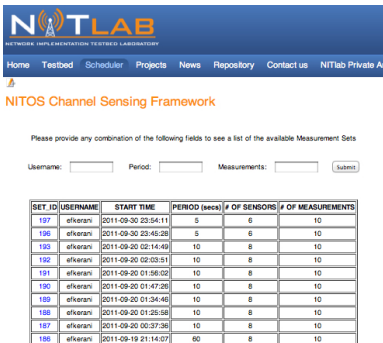 NITLAB
NETWORK IMPLEMENTATION TESTBED LABORATORY
Home Testbed Scheduler Projects News Repository Contact us NITlab Private A
NITOS Channel Sensing Framework
Please provide any combination of the following fields to see a list of the available Measurement Sets
Username: Period: Measurements: Submit
SET_ID USERNAME START TIME PERIOD (secs) # OF SENSORS # OF MEASUREMENTS
197 efkerani 2011-09-30 23:54:11 5 6 10
196 efkerani 2011-09-30 23:45:28 5 6 10
193 efkerani 2011-09-20 02:14:49 10 8 10
192 efkerani 2011-09-20 02:03:51 10 8 10
191 efkerani 2011-09-20 01:56:02 10 8 10
190 efkerani 2011-09-20 01:47:26 10 8 10
189 efkerani 2011-09-20 01:34:46 10 8 10
188 efkerani 2011-09-20 01:25:58 10 8 10
187 efkerani 2011-09-20 00:37:36 10 8 10
186 efkerani 2011-09-19 21:14:07 60 8 10